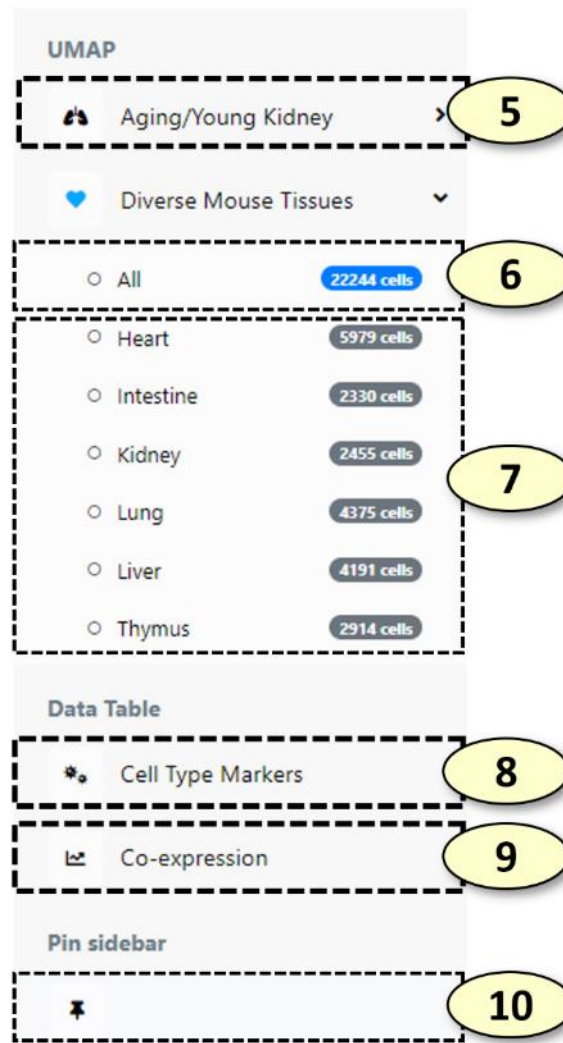 UMAP
Aging/Young Kidney 5
Diverse Mouse Tissues
All 22244 cells 6
Heart 5979 cells
Intestine 2330 cells
Kidney 2455 cells 7
Lung 4375 cells
Liver 4191 cells
Thymus 2914 cells
Data Table
Cell Type Markers 8
Co-expression 9
Pin sidebar
10